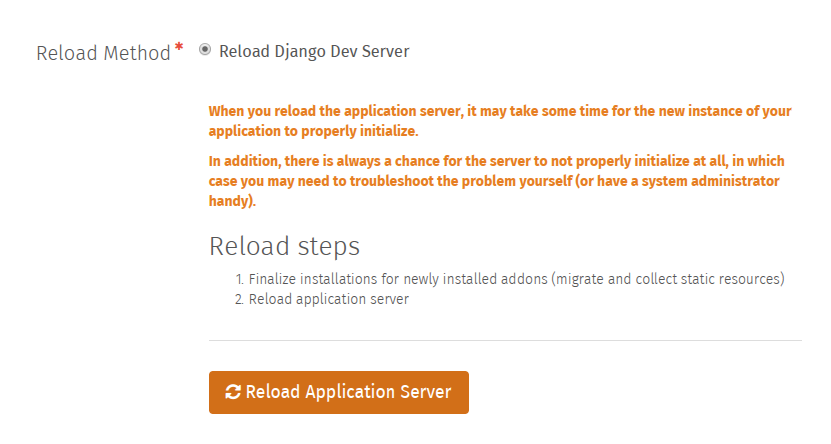 Reload Method * Reload Django Dev Server
When you reload the application server, it may take some time for the new instance of your
application to properly initialize.
In addition, there is always a chance for the server to not properly initialize at all, in which
case you may need to troubleshoot the problem yourself (or have a system administrator
handy).
Reload steps
1. Finalize installations for newly installed addons (migrate and collect static resources)
2. Reload application server
Reload Application Server